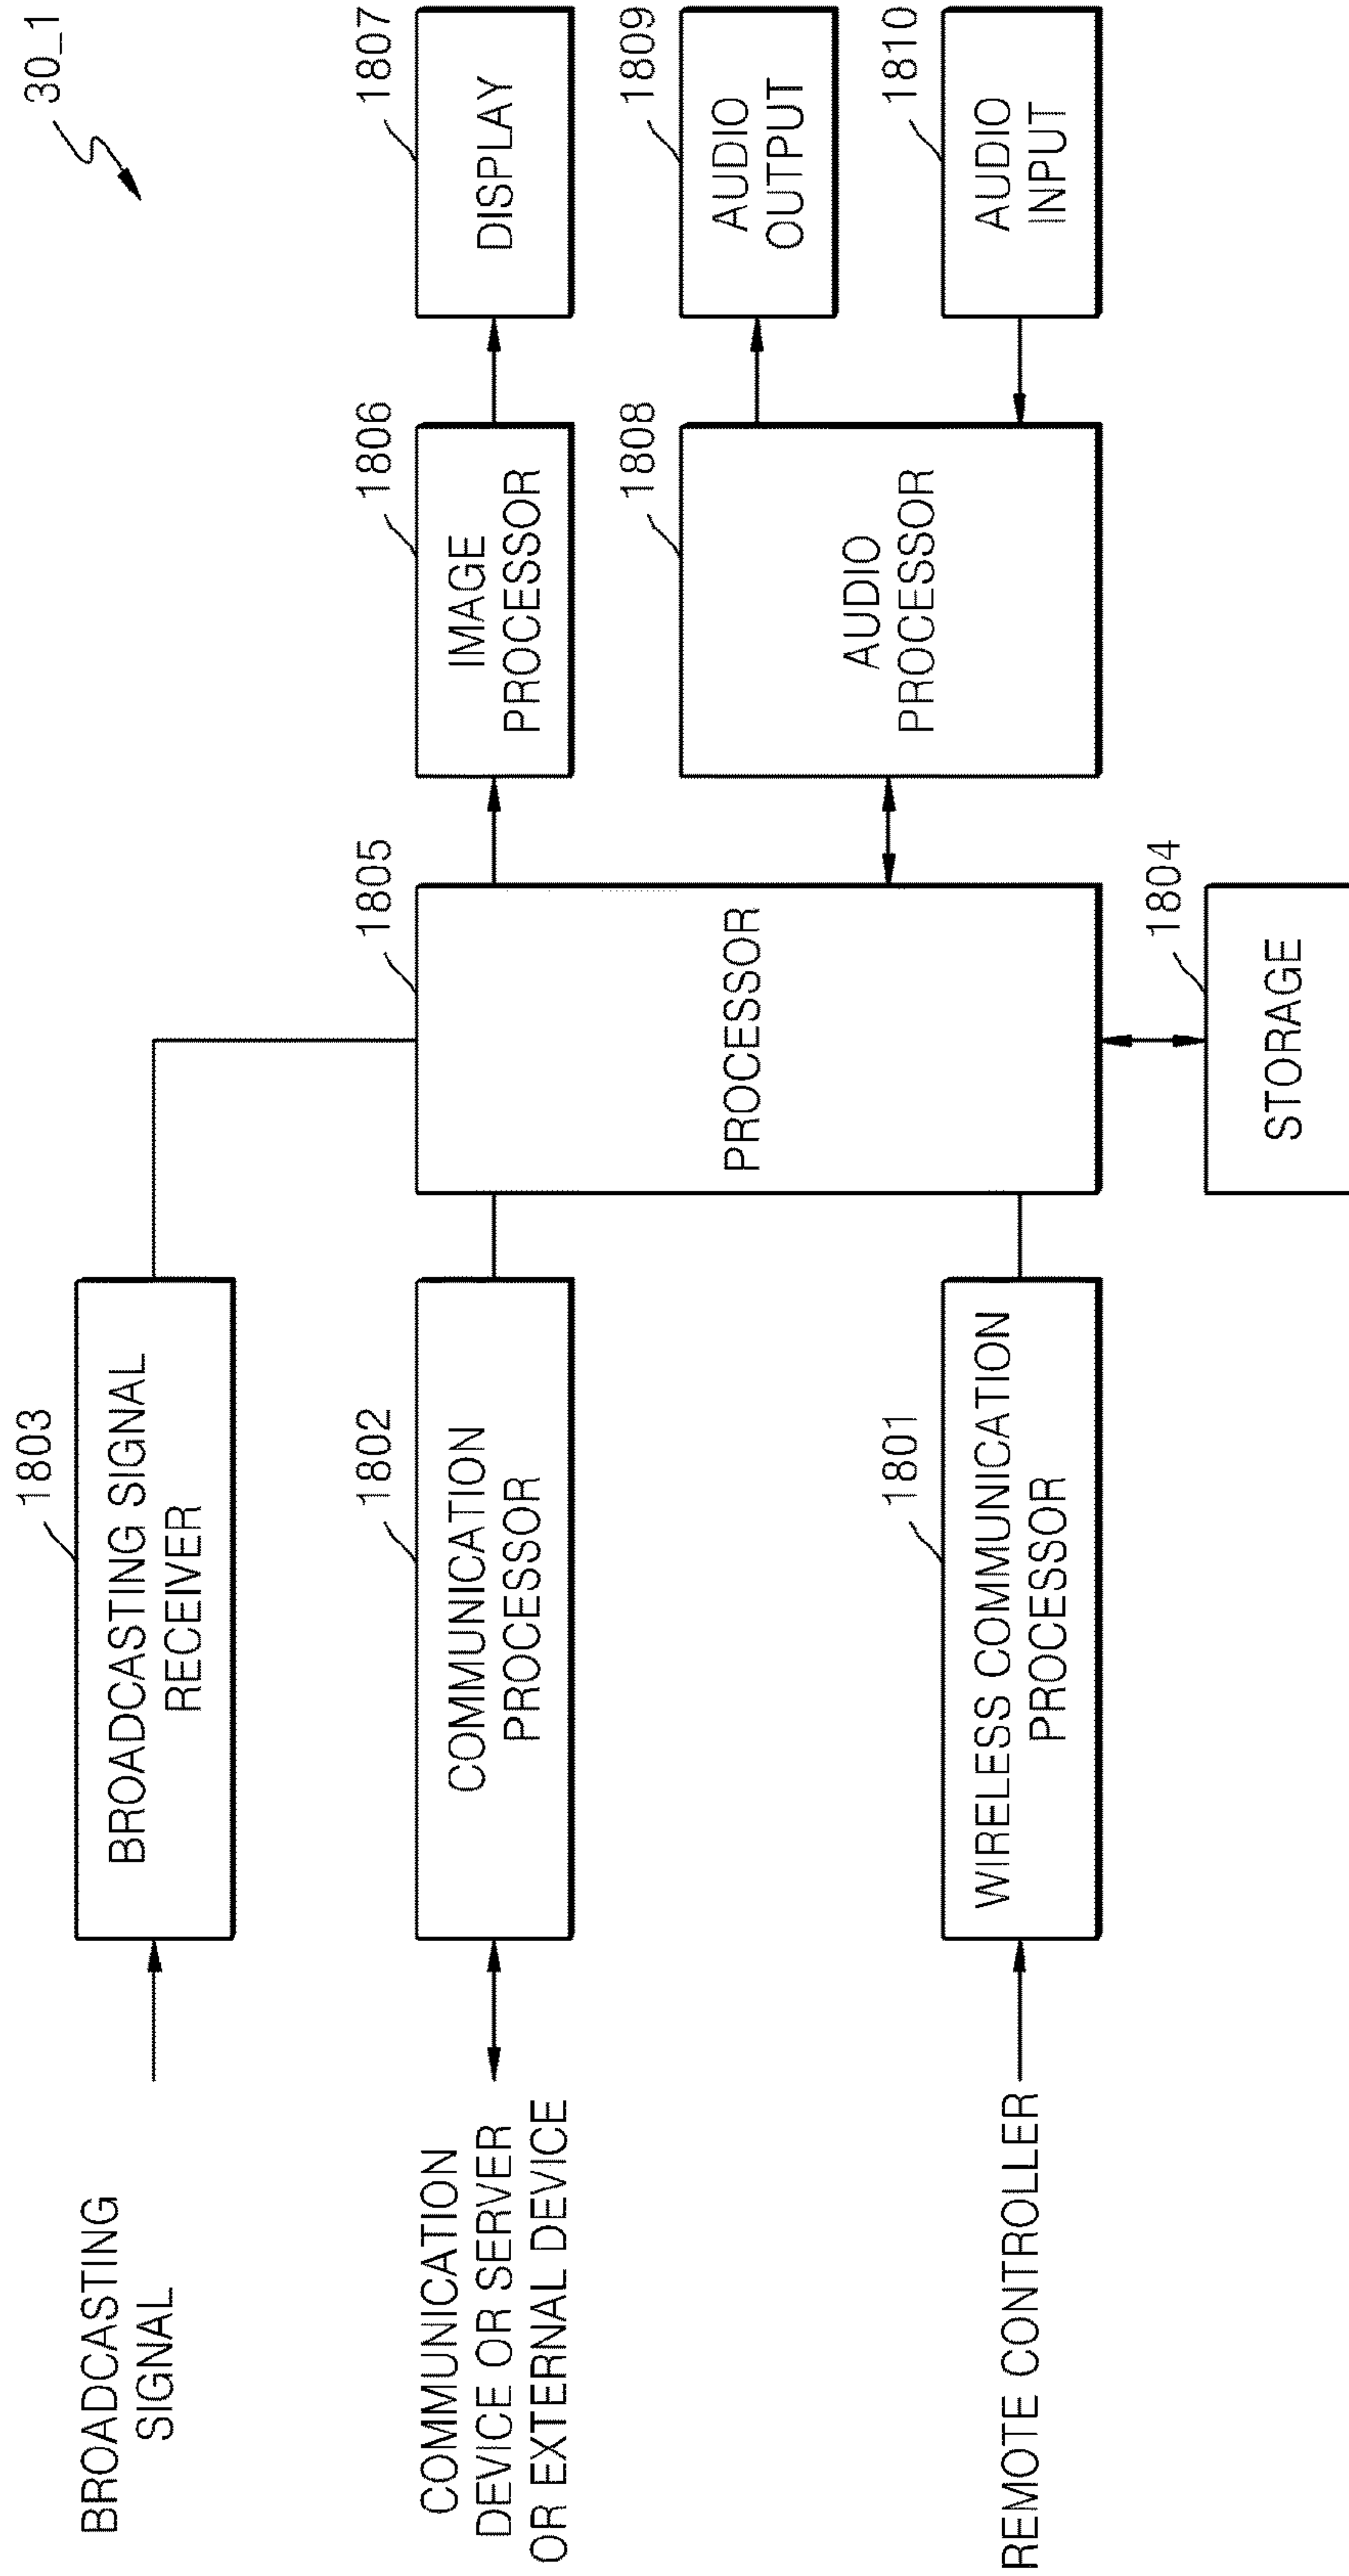 30_1
BROADCASTING
SIGNAL
1803
BROADCASTING SIGNAL
RECEIVER
COMMUNICATION
DEVICE OR SERVER
OR EXTERNAL DEVICE
1802
COMMUNICATION
PROCESSOR
1805
PROCESSOR
1806
IMAGE
PROCESSOR
1807
DISPLAY
1808
AUDIO
PROCESSOR
1809
AUDIO
OUTPUT
1810
AUDIO
INPUT
REMOTE CONTROLLER
1801
WIRELESS COMMUNICATION
PROCESSOR
1804
STORAGE